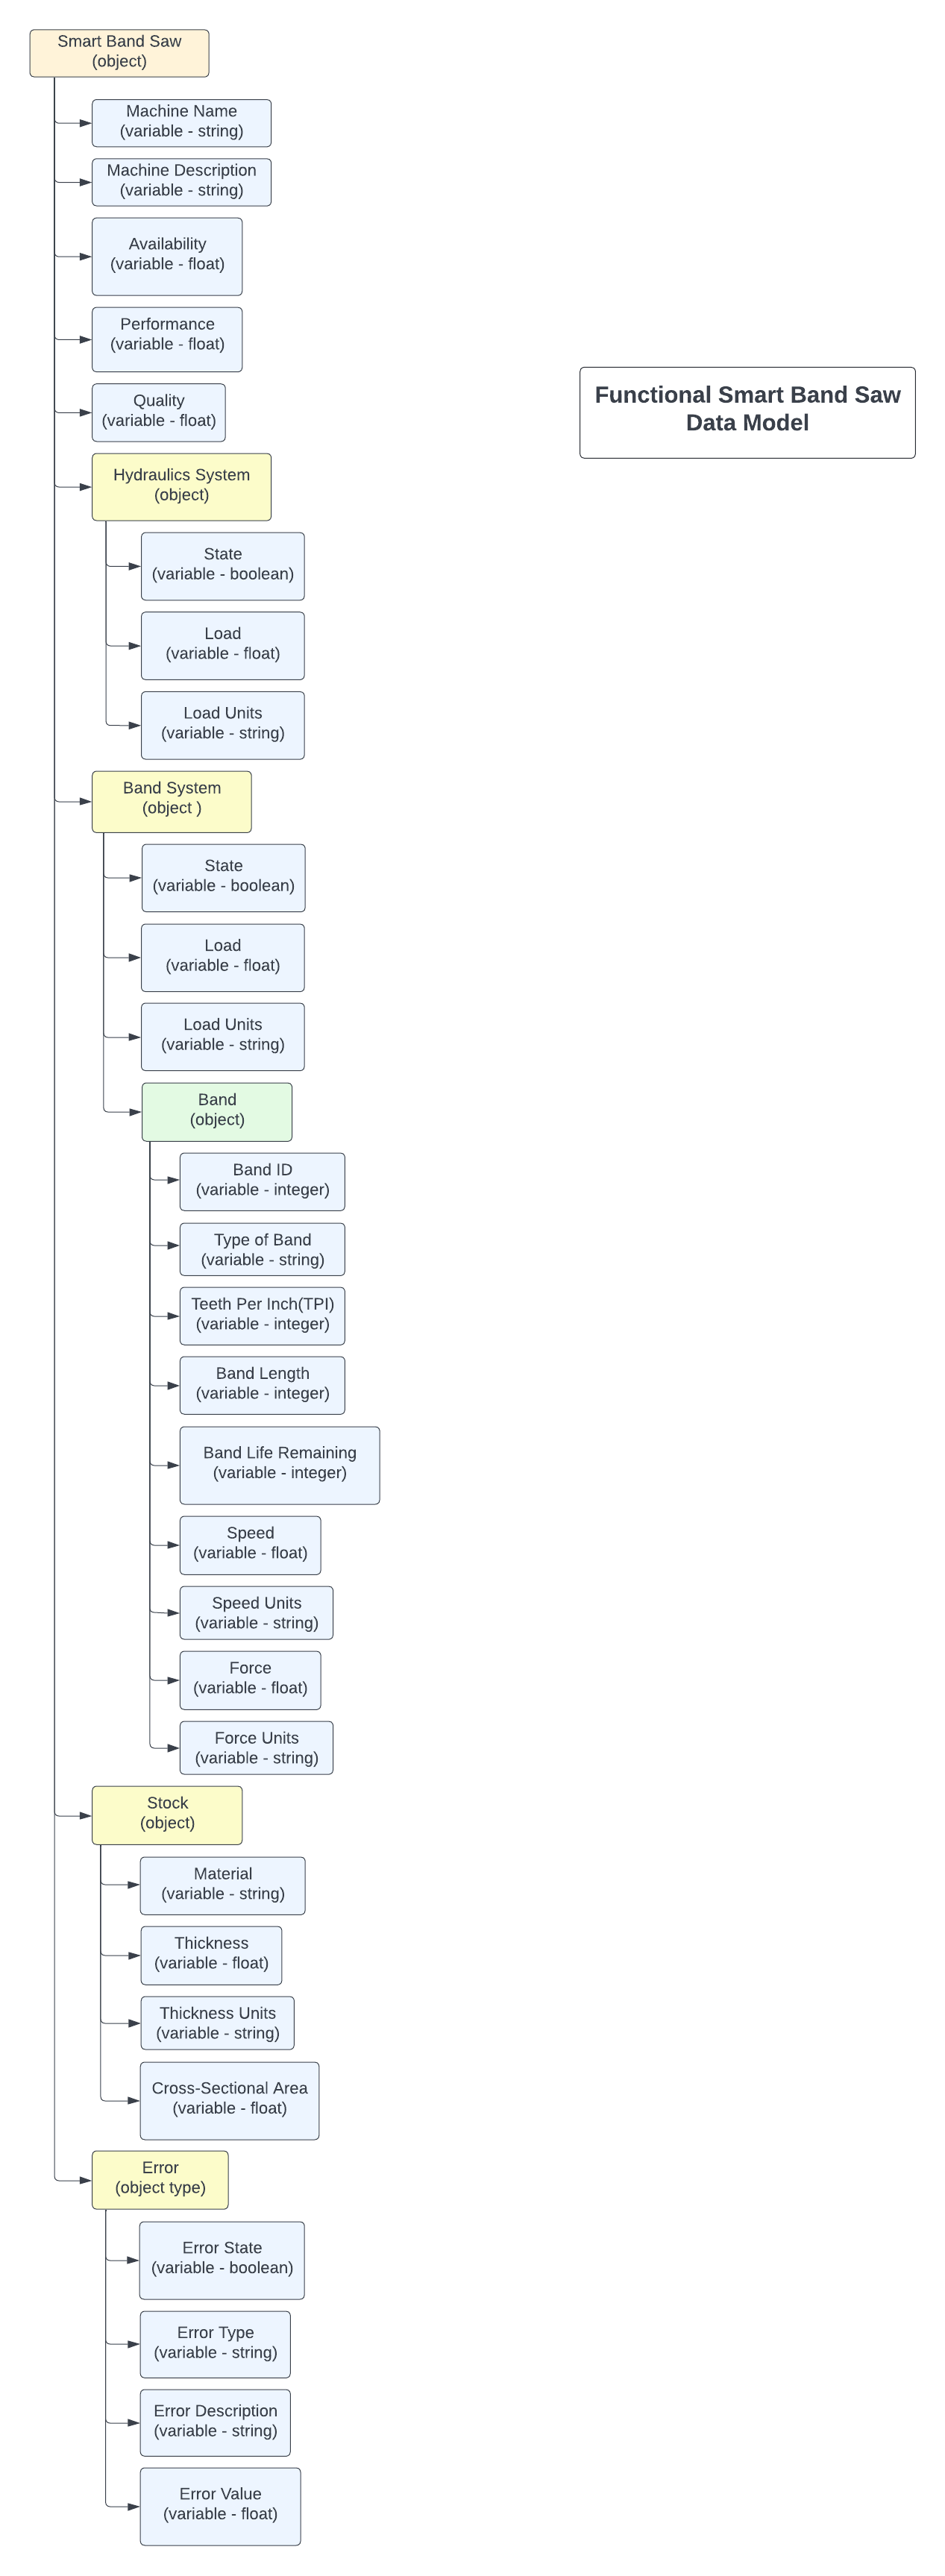 Smart Band Saw
(object)
Machine Name
(variable - string)
Machine Description
(variable - string)
Availability
(variable - float)
Performance
(variable - float)
Functional Smart Band Saw
Data Model
Quality
(variable - float)
Hydraulics System
(object)
State
(variable - boolean)
Load
(variable - float)
Load Units
(variable - string)
Band System
(object )
State
(variable - boolean)
Load
(variable - float)
Load Units
(variable - string)
Band
(object)
Band ID
(variable - integer)
Type of Band
(variable - string)
Teeth Per Inch(TPI)
(variable - integer)
Band Length
(variable - integer)
Band Life Remaining
(variable - integer)
Speed
(variable - float)
Speed Units
(variable - string)
Force
(variable - float)
Force Units
(variable - string)
Stock
(object)
Material
(variable - string)
Thickness
(variable - float)
Thickness Units
(variable - string)
Cross-Sectional Area
(variable - float)
Error
(object type)
Error State
(variable - boolean)
Error Type
(variable - string)
Error Description
(variable - string)
Error Value
(variable - float)